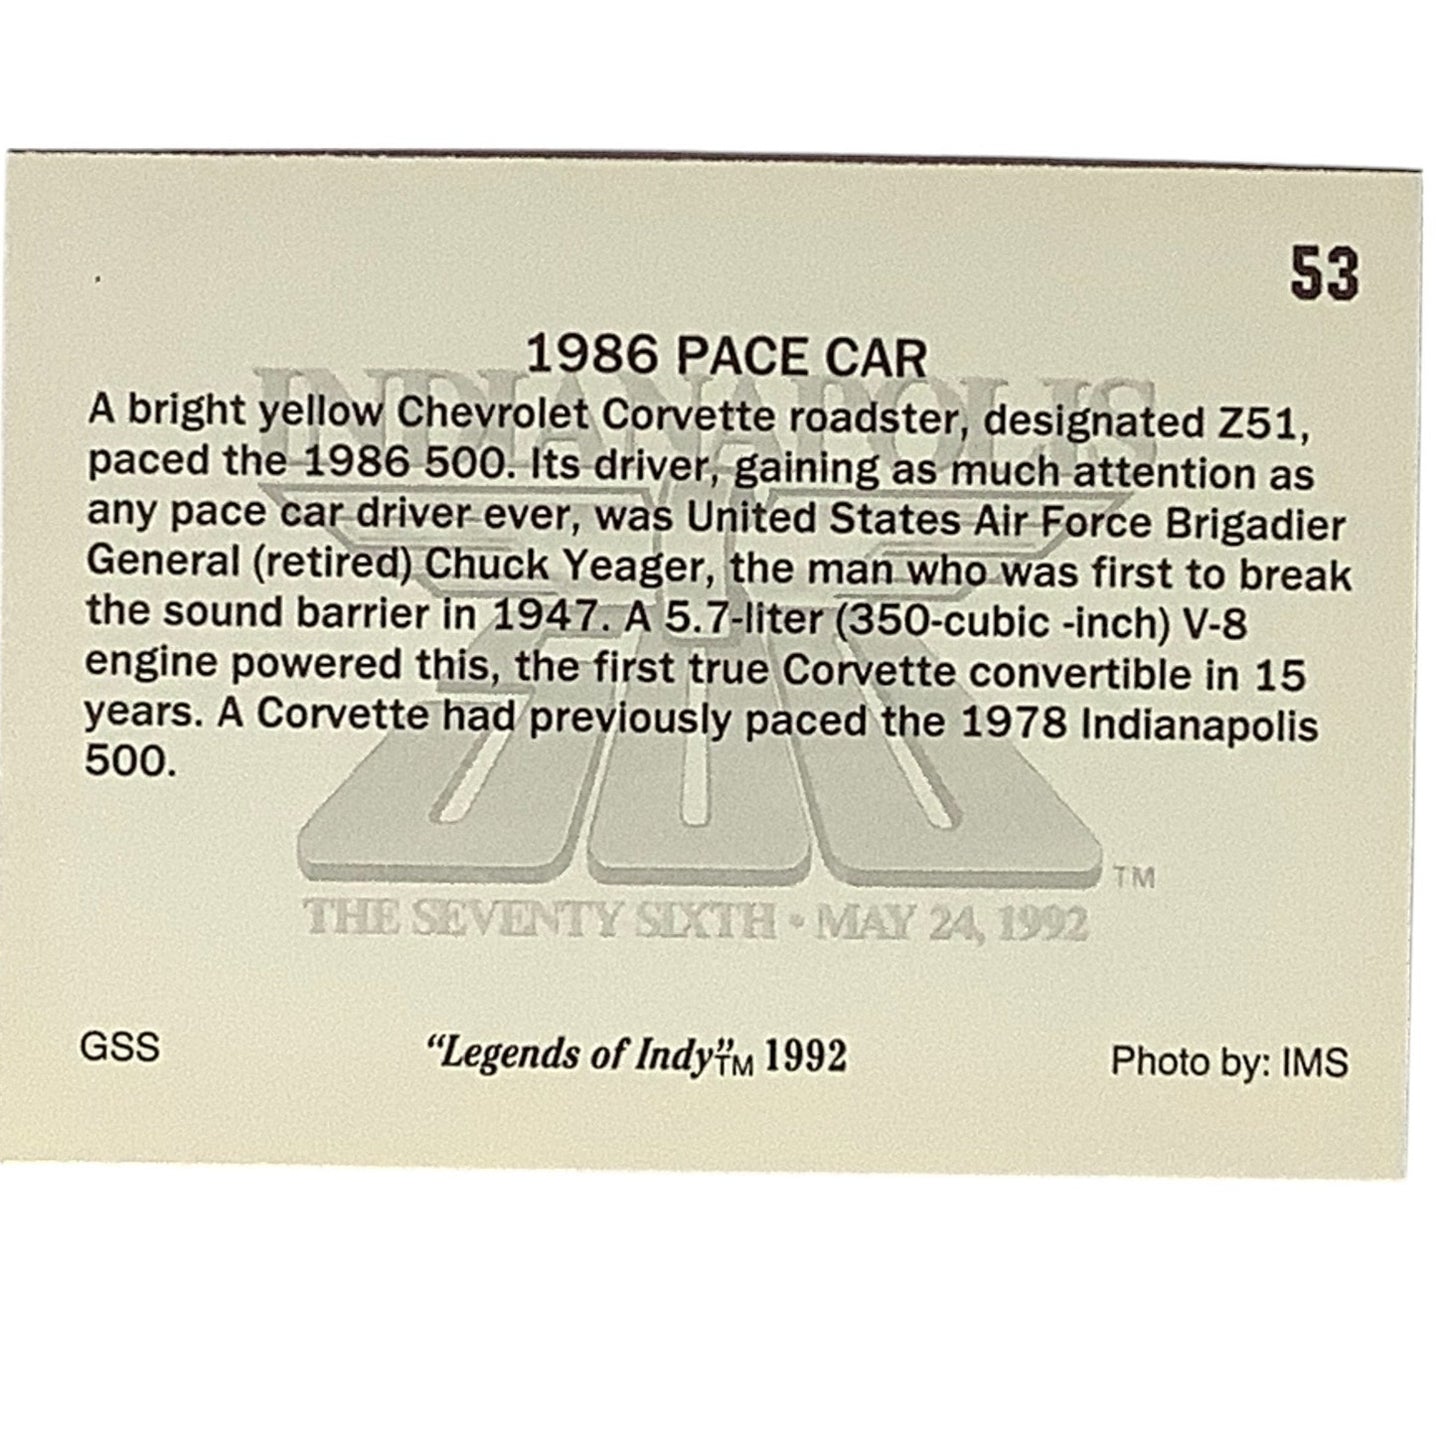 53
1986 PACE CAR
INDIANAPOLIS
A bright yellow Chevrolet Corvette roadster, designated Z51,
paced the 1986 500. Its driver, gaining as much attention as
any pace car driver ever, was United States Air Force Brigadier
General (retired) Chuck Yeager, the man who was first to break
the sound barrier in 1947. A 5.7-liter (350-cubic -inch) V-8
engine powered this, the first true Corvette convertible in 15
years. A Corvette had previously paced the 1978 Indianapolis
500.
500
TM
THE SEVENTY SIXTH • MAY 24, 1992
GSS
“Legends of Indy”TM 1992
Photo by: IMS